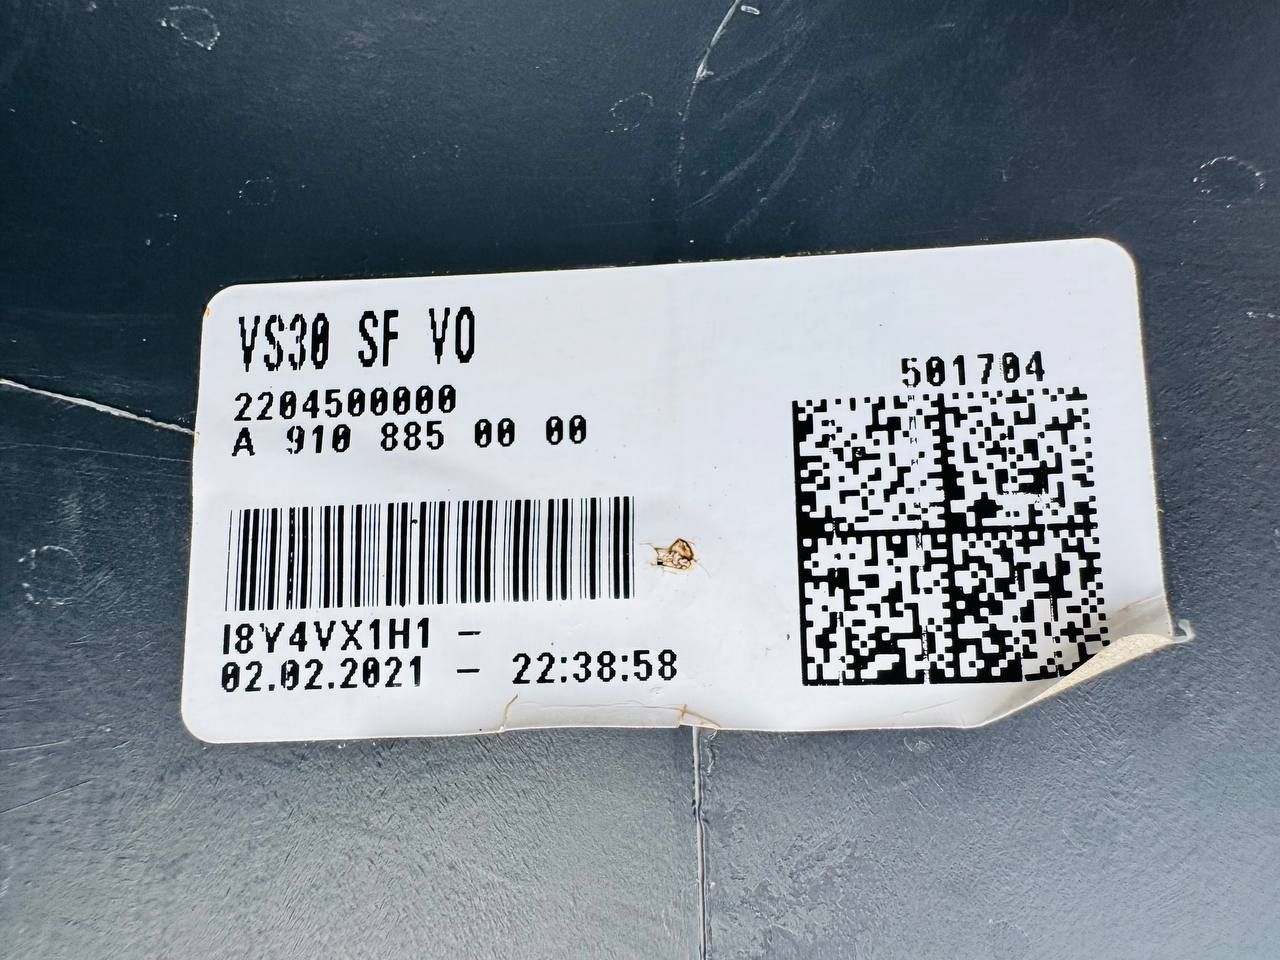 VS30 SF VO
2204500000
A 910 885 00 00
501704
I8Y4VX1H1 -
02.02.2021 - 22:38:58